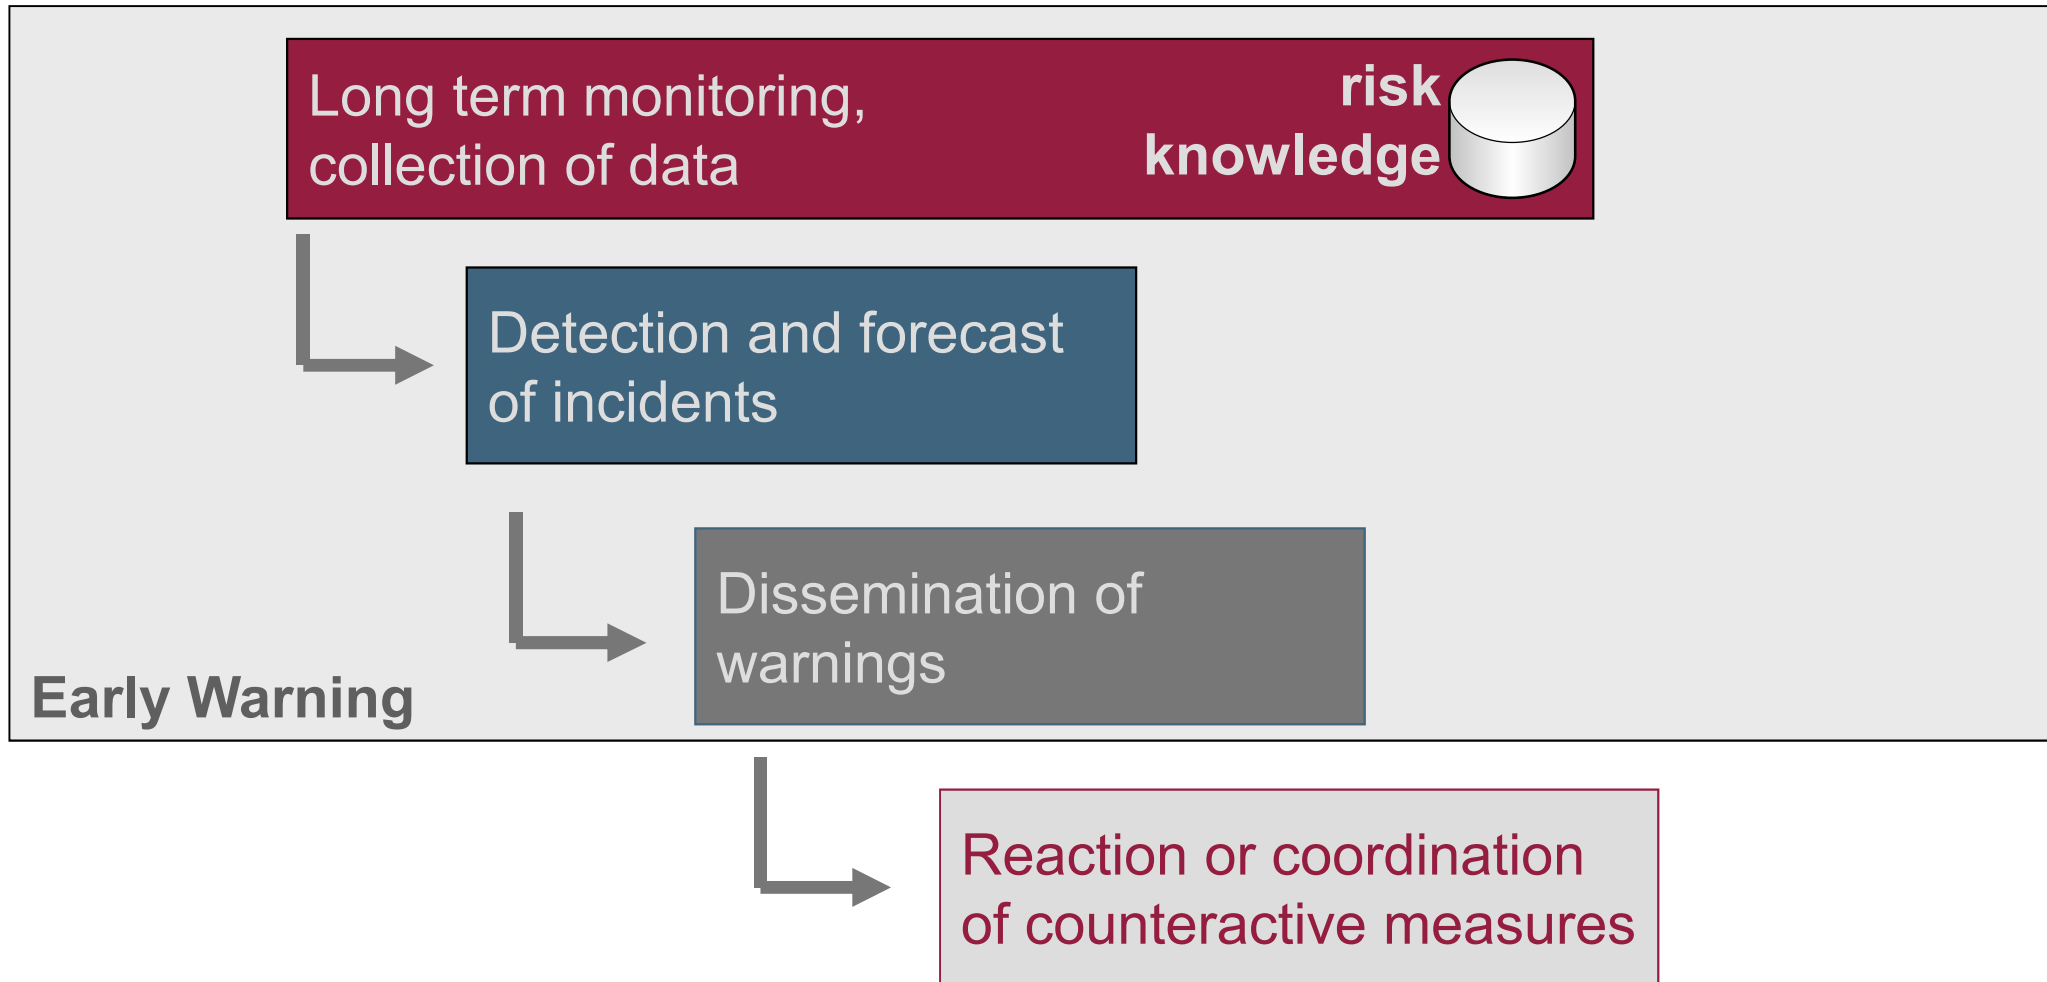 Long term monitoring,
collection of data
risk
knowledge
Detection and forecast
of incidents
Dissemination of
warnings
Early Warning
Reaction or coordination
of counteractive measures